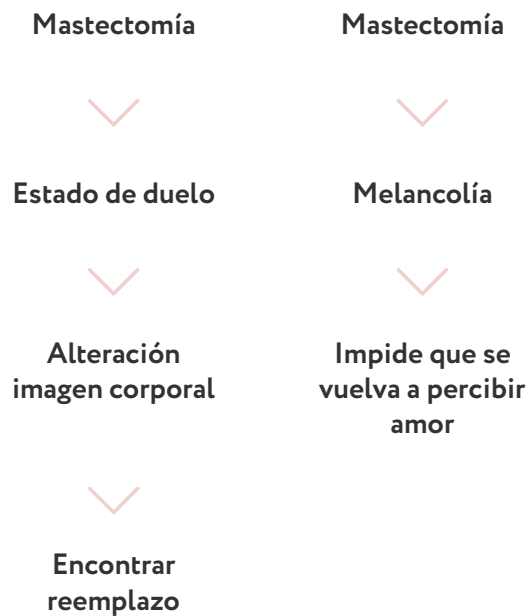 Mastectomía
Estado de duelo
Alteración
imagen corporal
Encontrar
reemplazo
Mastectomía
Melancolía
Impide que se
vuelva a percibir
amor